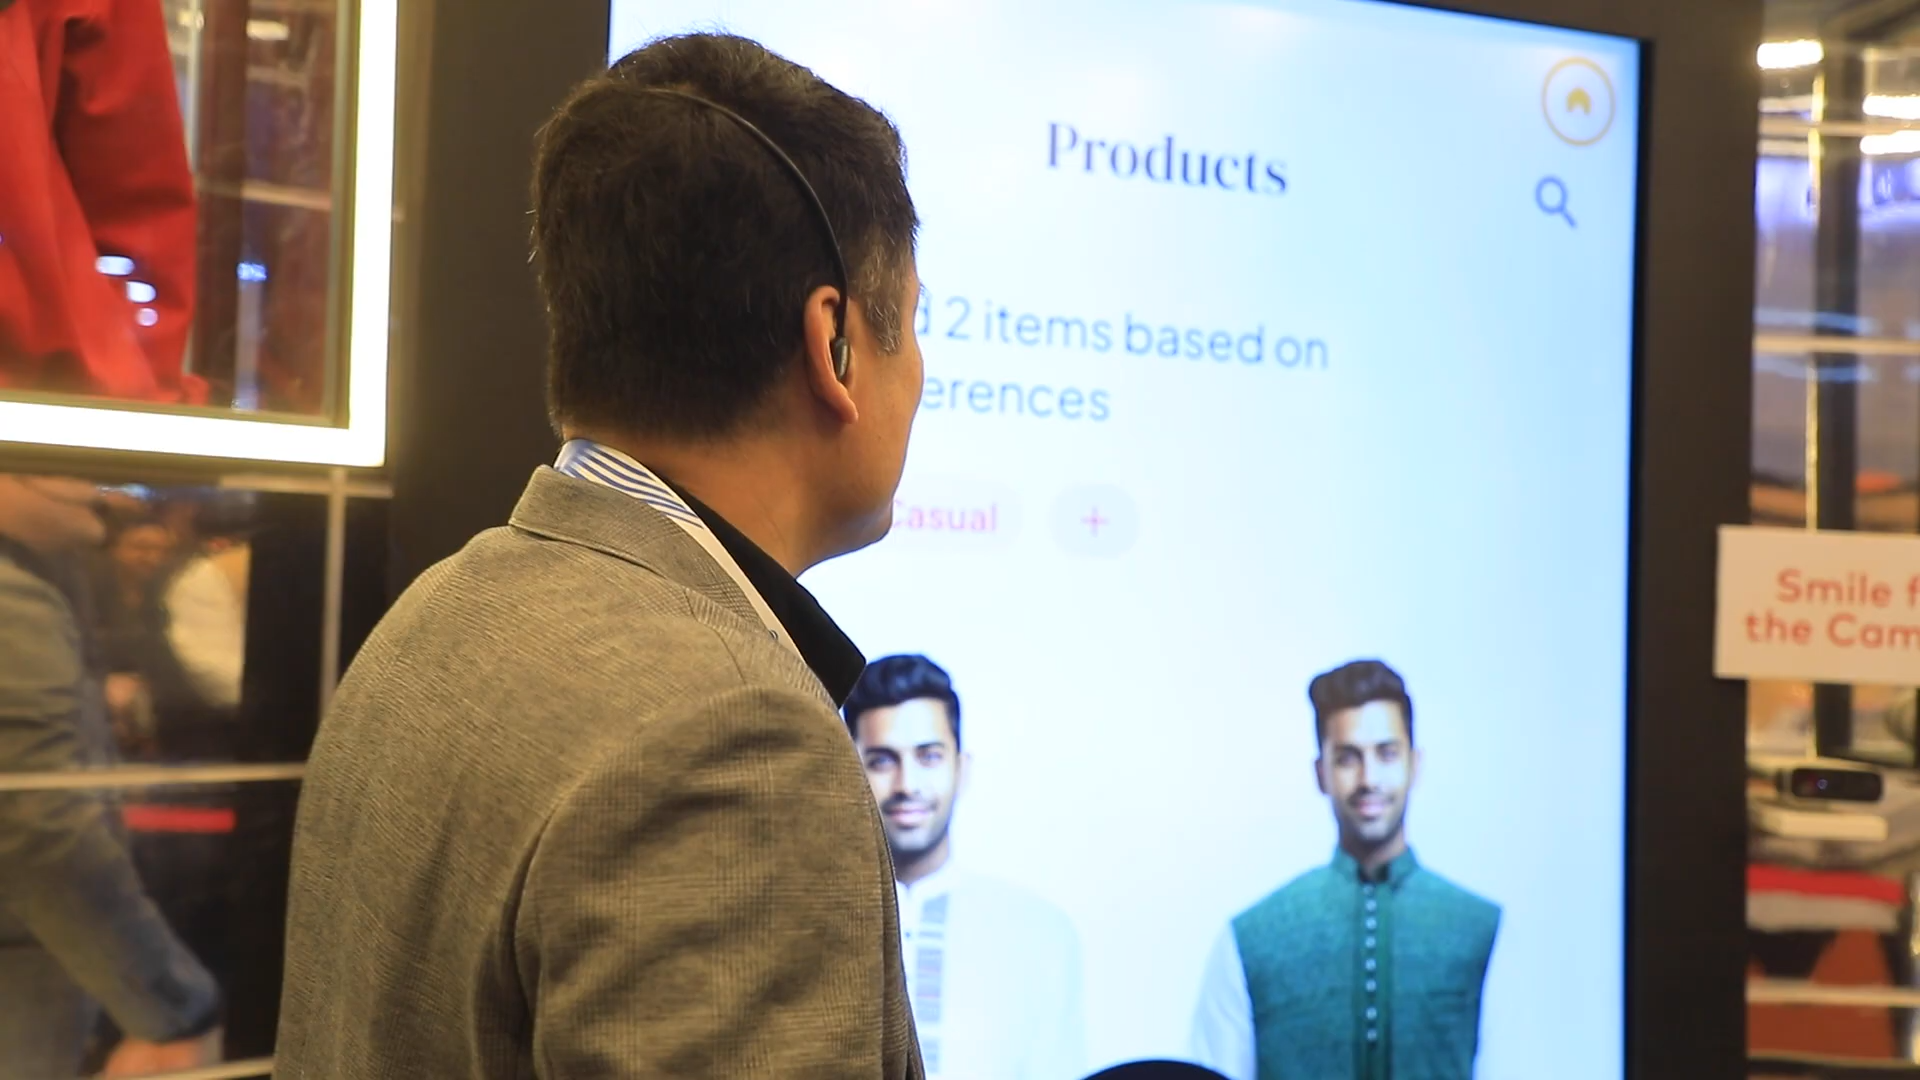 Products
2 items based on
erences
Casual
+
Smile f
the Cam